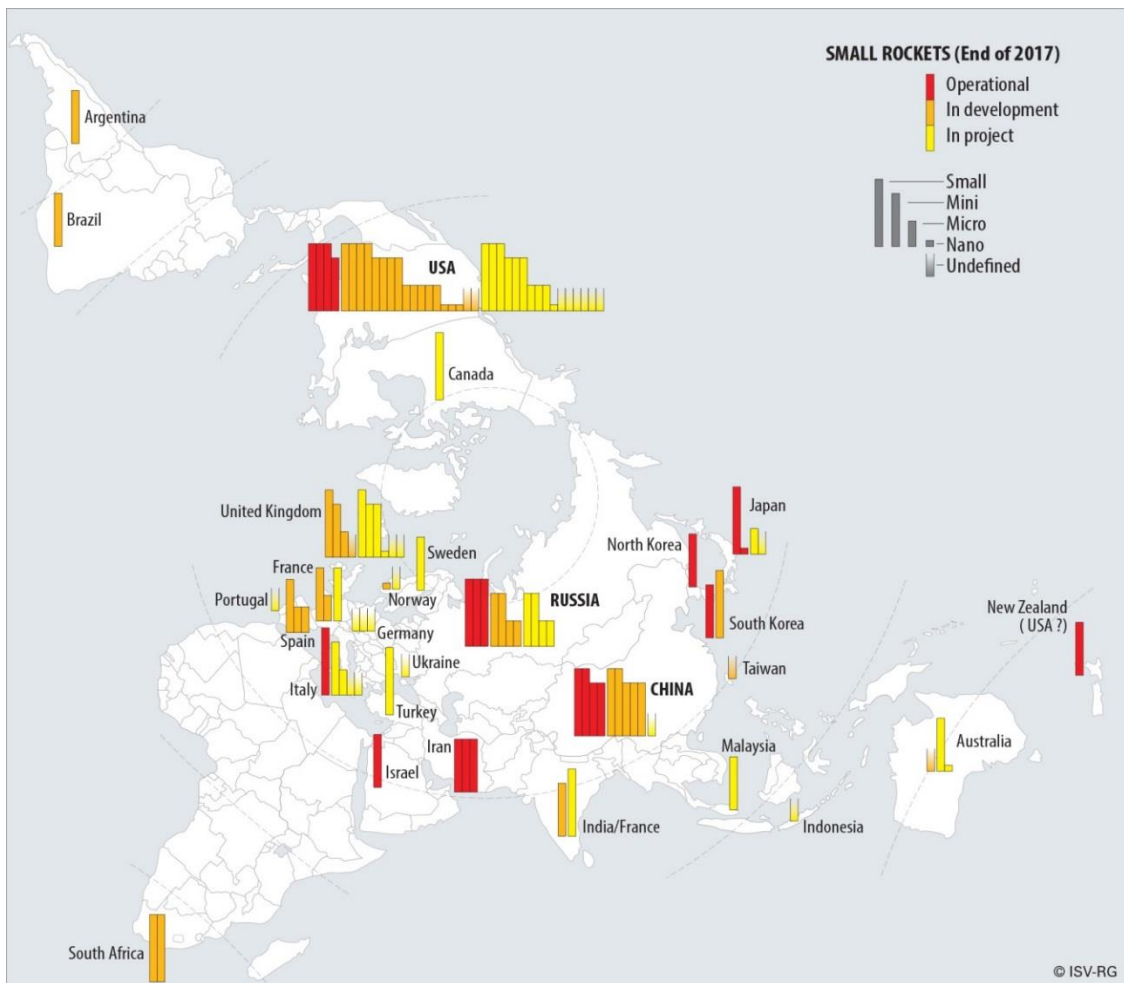 SMALL ROCKETS (End of 2017)
Operational
In development
In project
Small
Mini
Micro
Nano
Undefined
Argentina
Brazil
USA
Canada
United Kingdom
Sweden
France
Norway
Portugal
Spain
Germany
Italy
Ukraine
Turkey
RUSSIA
Japan
North Korea
South Korea
New Zealand
( USA ?)
Taiwan
CHINA
Iran
Israel
India/France
Malaysia
Indonesia
Australia
South Africa
© ISV-RG